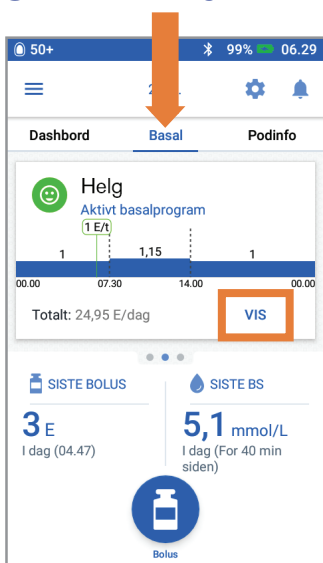 50+ 99% 06.29
Dashbord Basal Podinfo
Helg
Aktivt basalprogram
1 E/t
1 1,15 1
00.00 07.30 14.00 00.00
Totalt: 24,95 E/dag VIS
SISTE BOLUS
3 E
I dag (04.47)
SISTE BS
5,1 mmol/L
I dag (For 40 min
siden)
Bolus